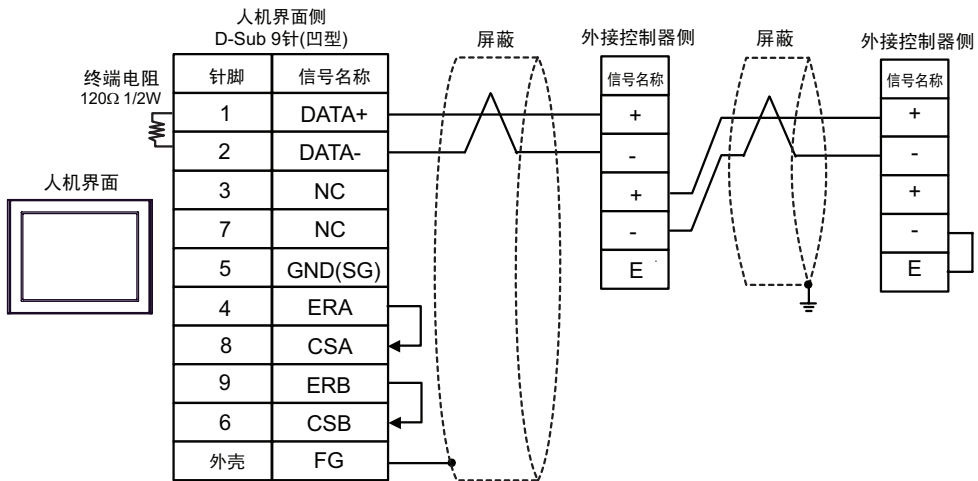 人机界面侧
D-Sub 9针(凹型)
屏蔽
外接控制器侧
屏蔽
外接控制器侧
终端电阻
120Ω 1/2W
人机界面
针脚 信号名称
1 DATA+
2 DATA-
3 NC
7 NC
5 GND(SG)
4 ERA
8 CSA
9 ERB
6 CSB
外壳 FG
信号名称
+
-
+
-
E
信号名称
+
-
+
-
E